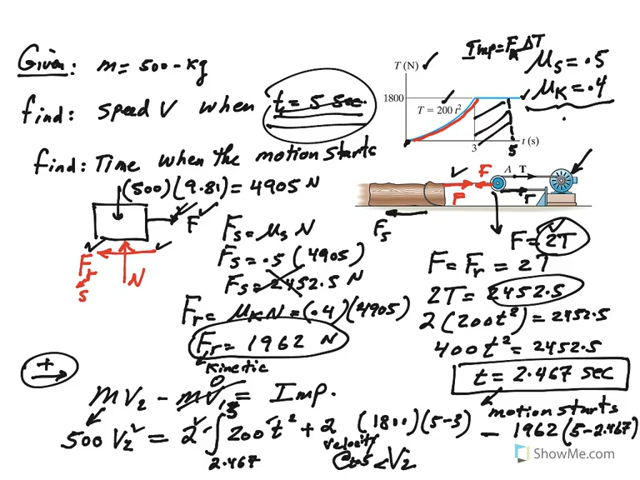 Given: m = 500-kg
find: speed V when t = 5 sec
find: Time when the motion starts
Imp = F ΔT
T (N)
1800
T = 200 t²
3
5
t (s)
μs = .5
μK = .4
(500)(9.81) = 4905 N
F
Fr
s
N
V
F
F
A
T
T
Fs
Fs = μs N
Fs = .5 (4905)
Fs = 2452.5 N
Fr = μK N = (.4)(4905)
Fr = 1962 N
Kinetic
F = 2T
F = Fr = 2T
2T = 2452.5
2 (200t²) = 2452.5
400t² = 2452.5
t = 2.467 sec
motion starts
+
mV2 - mV1 = Imp.
0
500 V2 = 2 ∫ 200t² + 2 (1800)(5-3) - 1962 (5-2.467)
3
2.467
velocity
@t=5 < V2
ShowMe.com